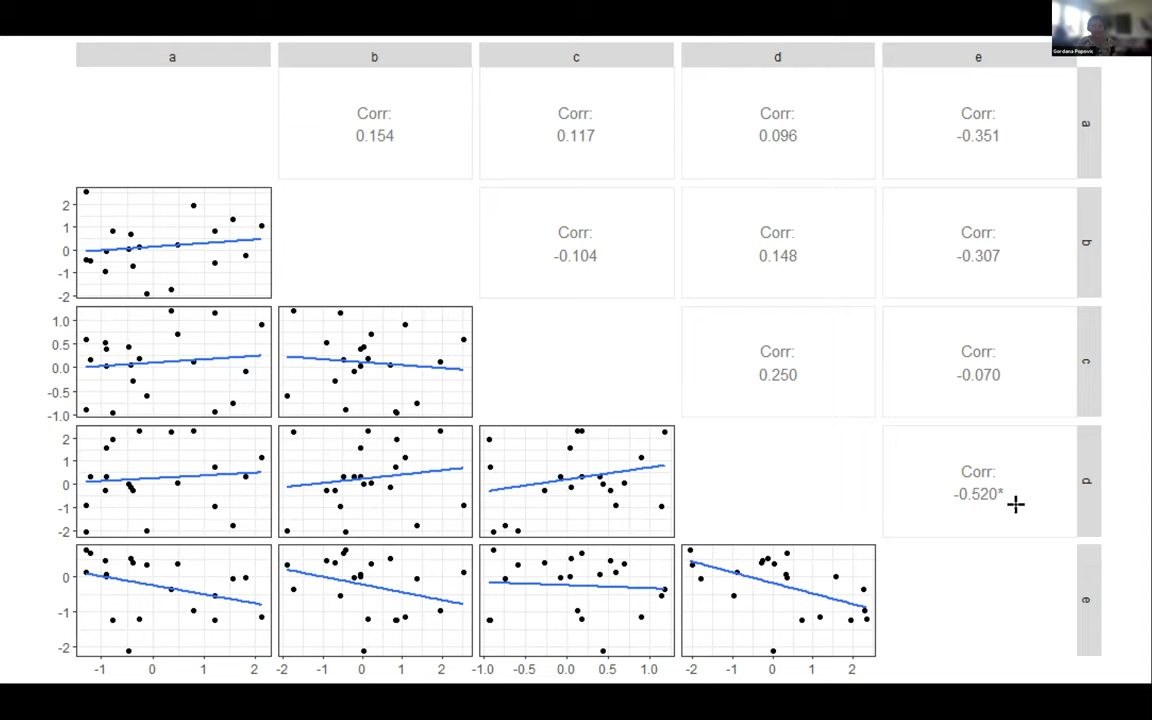 Gordana Popovic
a b c d e
Corr:
0.154
Corr:
0.117
Corr:
0.096
Corr:
-0.351
a
2
1
0
-1
-2
Corr:
-0.104
Corr:
0.148
Corr:
-0.307
b
1.0
0.5
0.0
-0.5
-1.0
Corr:
0.250
Corr:
-0.070
c
2
1
0
-1
-2
Corr:
-0.520*
d
0
-1
-2
e
-1 0 1 2
-2 -1 0 1 2
-1.0 -0.5 0.0 0.5 1.0
-2 -1 0 1 2